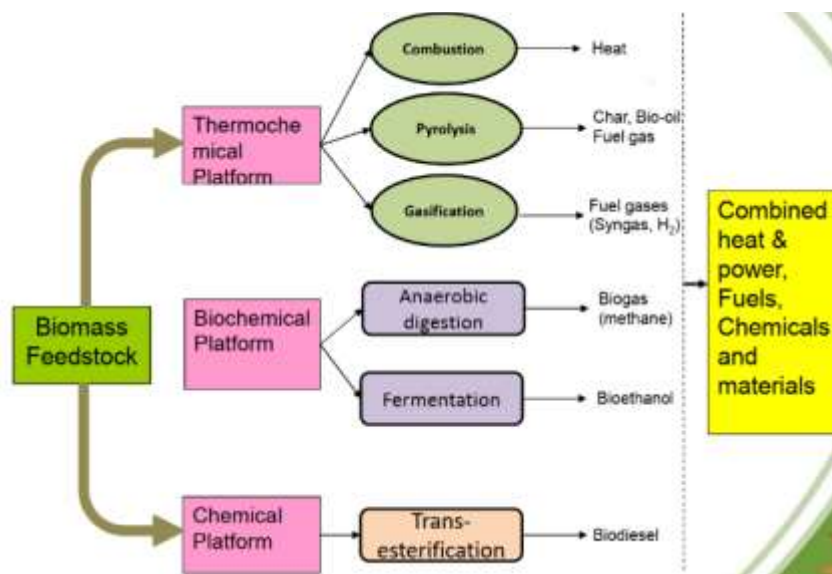 Biomass
Feedstock
Thermoche
mical
Platform
Combustion
Heat
Pyrolysis
Char, Bio-oil
Fuel gas
Gasification
Fuel gases
(Syngas, H₂)
Biochemical
Platform
Anaerobic
digestion
Biogas
(methane)
Fermentation
Bioethanol
Chemical
Platform
Trans-
esterification
Biodiesel
Combined
heat &
power,
Fuels,
Chemicals
and
materials